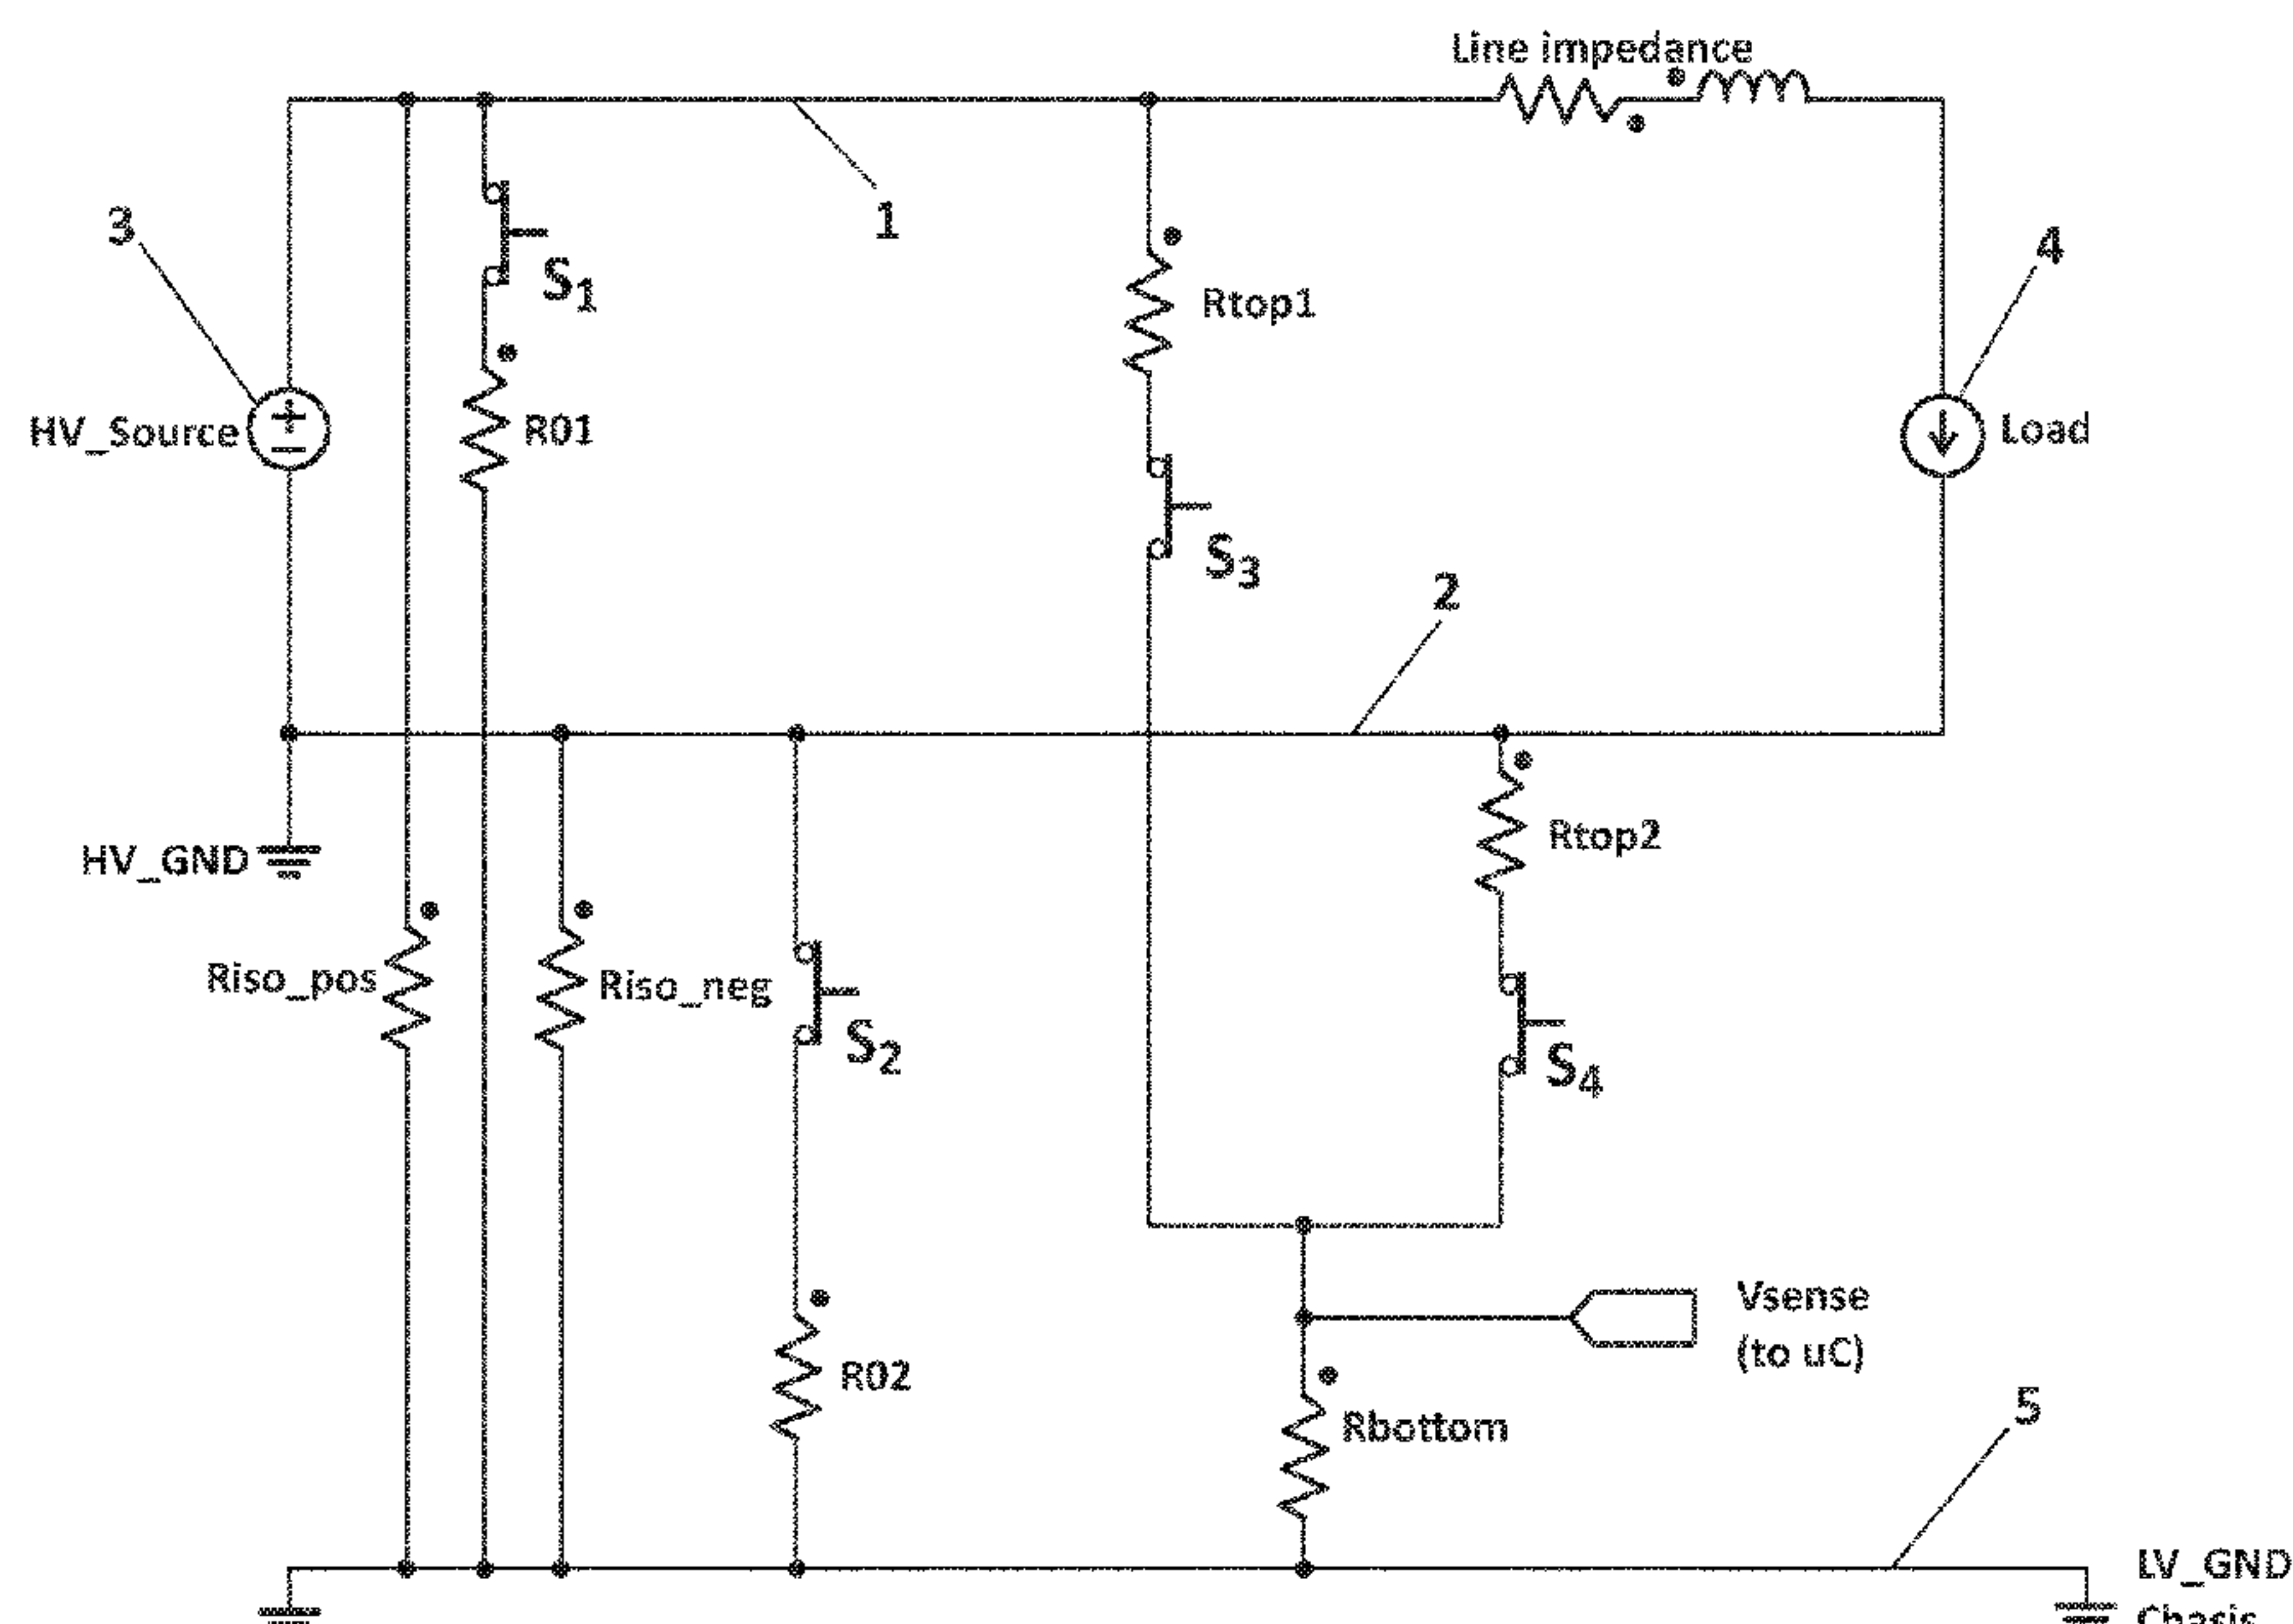 Line impedance
3
1
4
S1
Rtop1
HV_Source
R01
Load
S3
2
Rtop2
HV_GND
Riso_pos
Riso_neg
S2
S4
Vsense
(to uC)
R02
Rbottom
5
LV_GND
Chasis